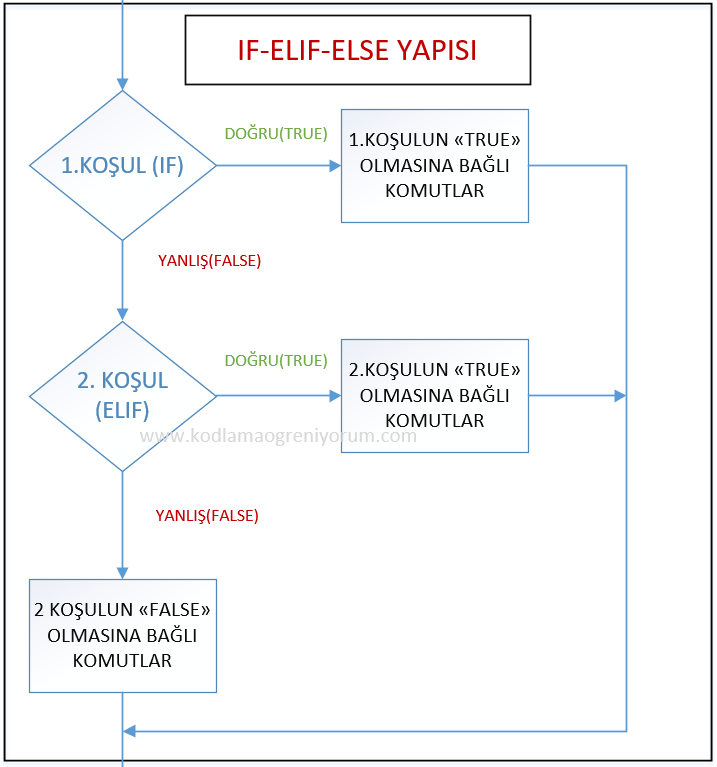 IF-ELIF-ELSE YAPISI
1.KOŞUL (IF)
DOĞRU(TRUE)
1.KOŞULUN «TRUE»
OLMASINA BAĞLI
KOMUTLAR
YANLIŞ(FALSE)
2. KOŞUL
(ELIF)
DOĞRU(TRUE)
2.KOŞULUN «TRUE»
OLMASINA BAĞLI
KOMUTLAR
www.kodlamaogreniyorum.com
YANLIŞ(FALSE)
2 KOŞULUN «FALSE»
OLMASINA BAĞLI
KOMUTLAR